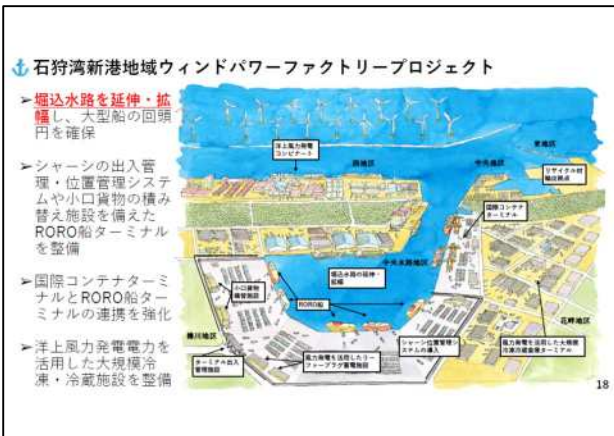 石狩湾新港地域ウィンドパワーファクトリープロジェクト
➢堀込水路を延伸・拡
幅し、大型船の回頭
円を確保
➢シャーシの出入管
理・位置管理システ
ムや小口貨物の積み
替え施設を備えた
RORO船ターミナル
を整備
➢国際コンテナターミ
ナルとRORO船ター
ミナルの連携を強化
➢洋上風力発電電力を
活用した大規模冷
凍・冷蔵施設を整備
洋上風力発電
コンビナート
西地区
中央地区
東地区
リサイクル材
輸出拠点
国際コンテナ
ターミナル
中央水路地区
堀込水路の延伸・
拡幅
小口貨物
積替施設
RORO船
樽川地区
花畔地区
ターミナル出入
管理施設
風力発電を活用したリー
ファープラグ蓄電施設
シャーシ位置管理シ
ステムの導入
風力発電を活用した大規模
冷凍冷蔵倉庫ターミナル
18